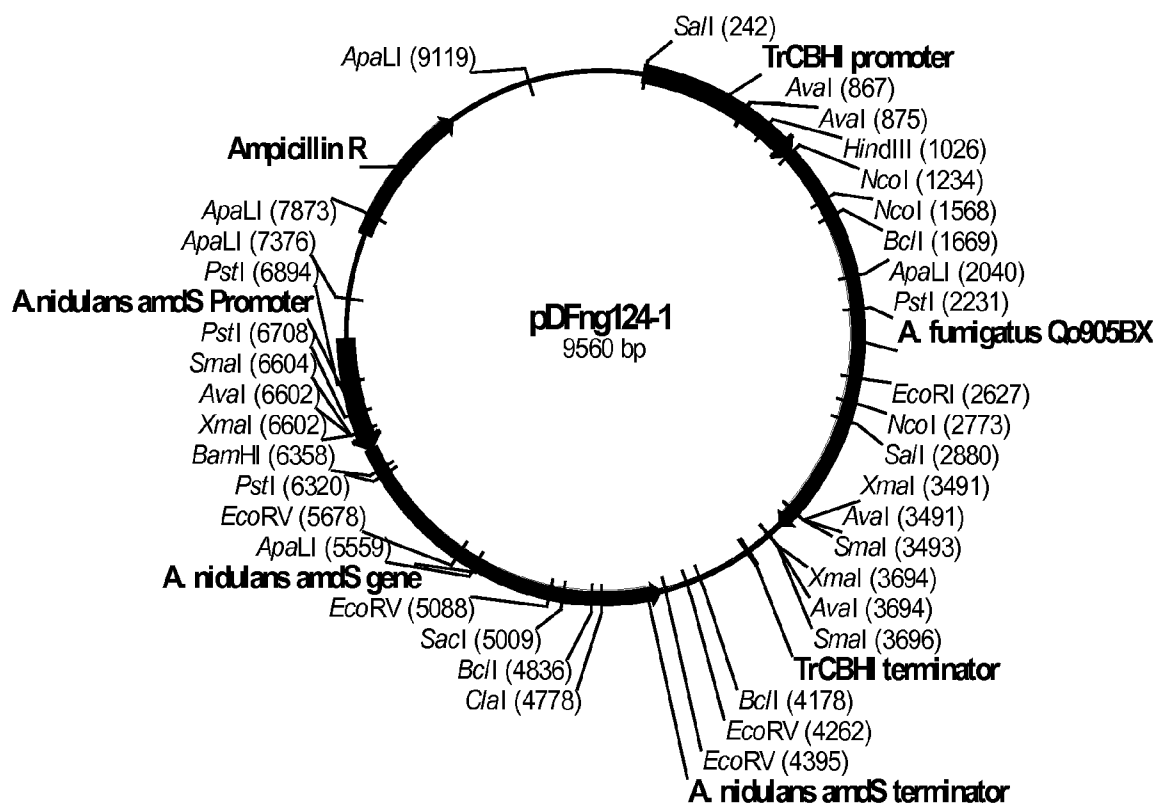 SalI (242)
TrCBHI promoter
AvaI (867)
AvaI (875)
HindIII (1026)
NcoI (1234)
NcoI (1568)
BclI (1669)
ApaLI (2040)
PstI (2231)
A. fumigatus Qo905BX
EcoRI (2627)
NcoI (2773)
SalI (2880)
XmaI (3491)
AvaI (3491)
SmaI (3493)
XmaI (3694)
AvaI (3694)
SmaI (3696)
TrCBHI terminator
BclI (4178)
EcoRV (4262)
EcoRV (4395)
A. nidulans amdS terminator
ClaI (4778)
BclI (4836)
SacI (5009)
EcoRV (5088)
A. nidulans amdS gene
ApaLI (5559)
EcoRV (5678)
PstI (6320)
BamHI (6358)
XmaI (6602)
AvaI (6602)
SmaI (6604)
PstI (6708)
A.nidulans amdS Promoter
PstI (6894)
ApaLI (7376)
ApaLI (7873)
Ampicillin R
ApaLI (9119)
pDFng124-1
9560 bp